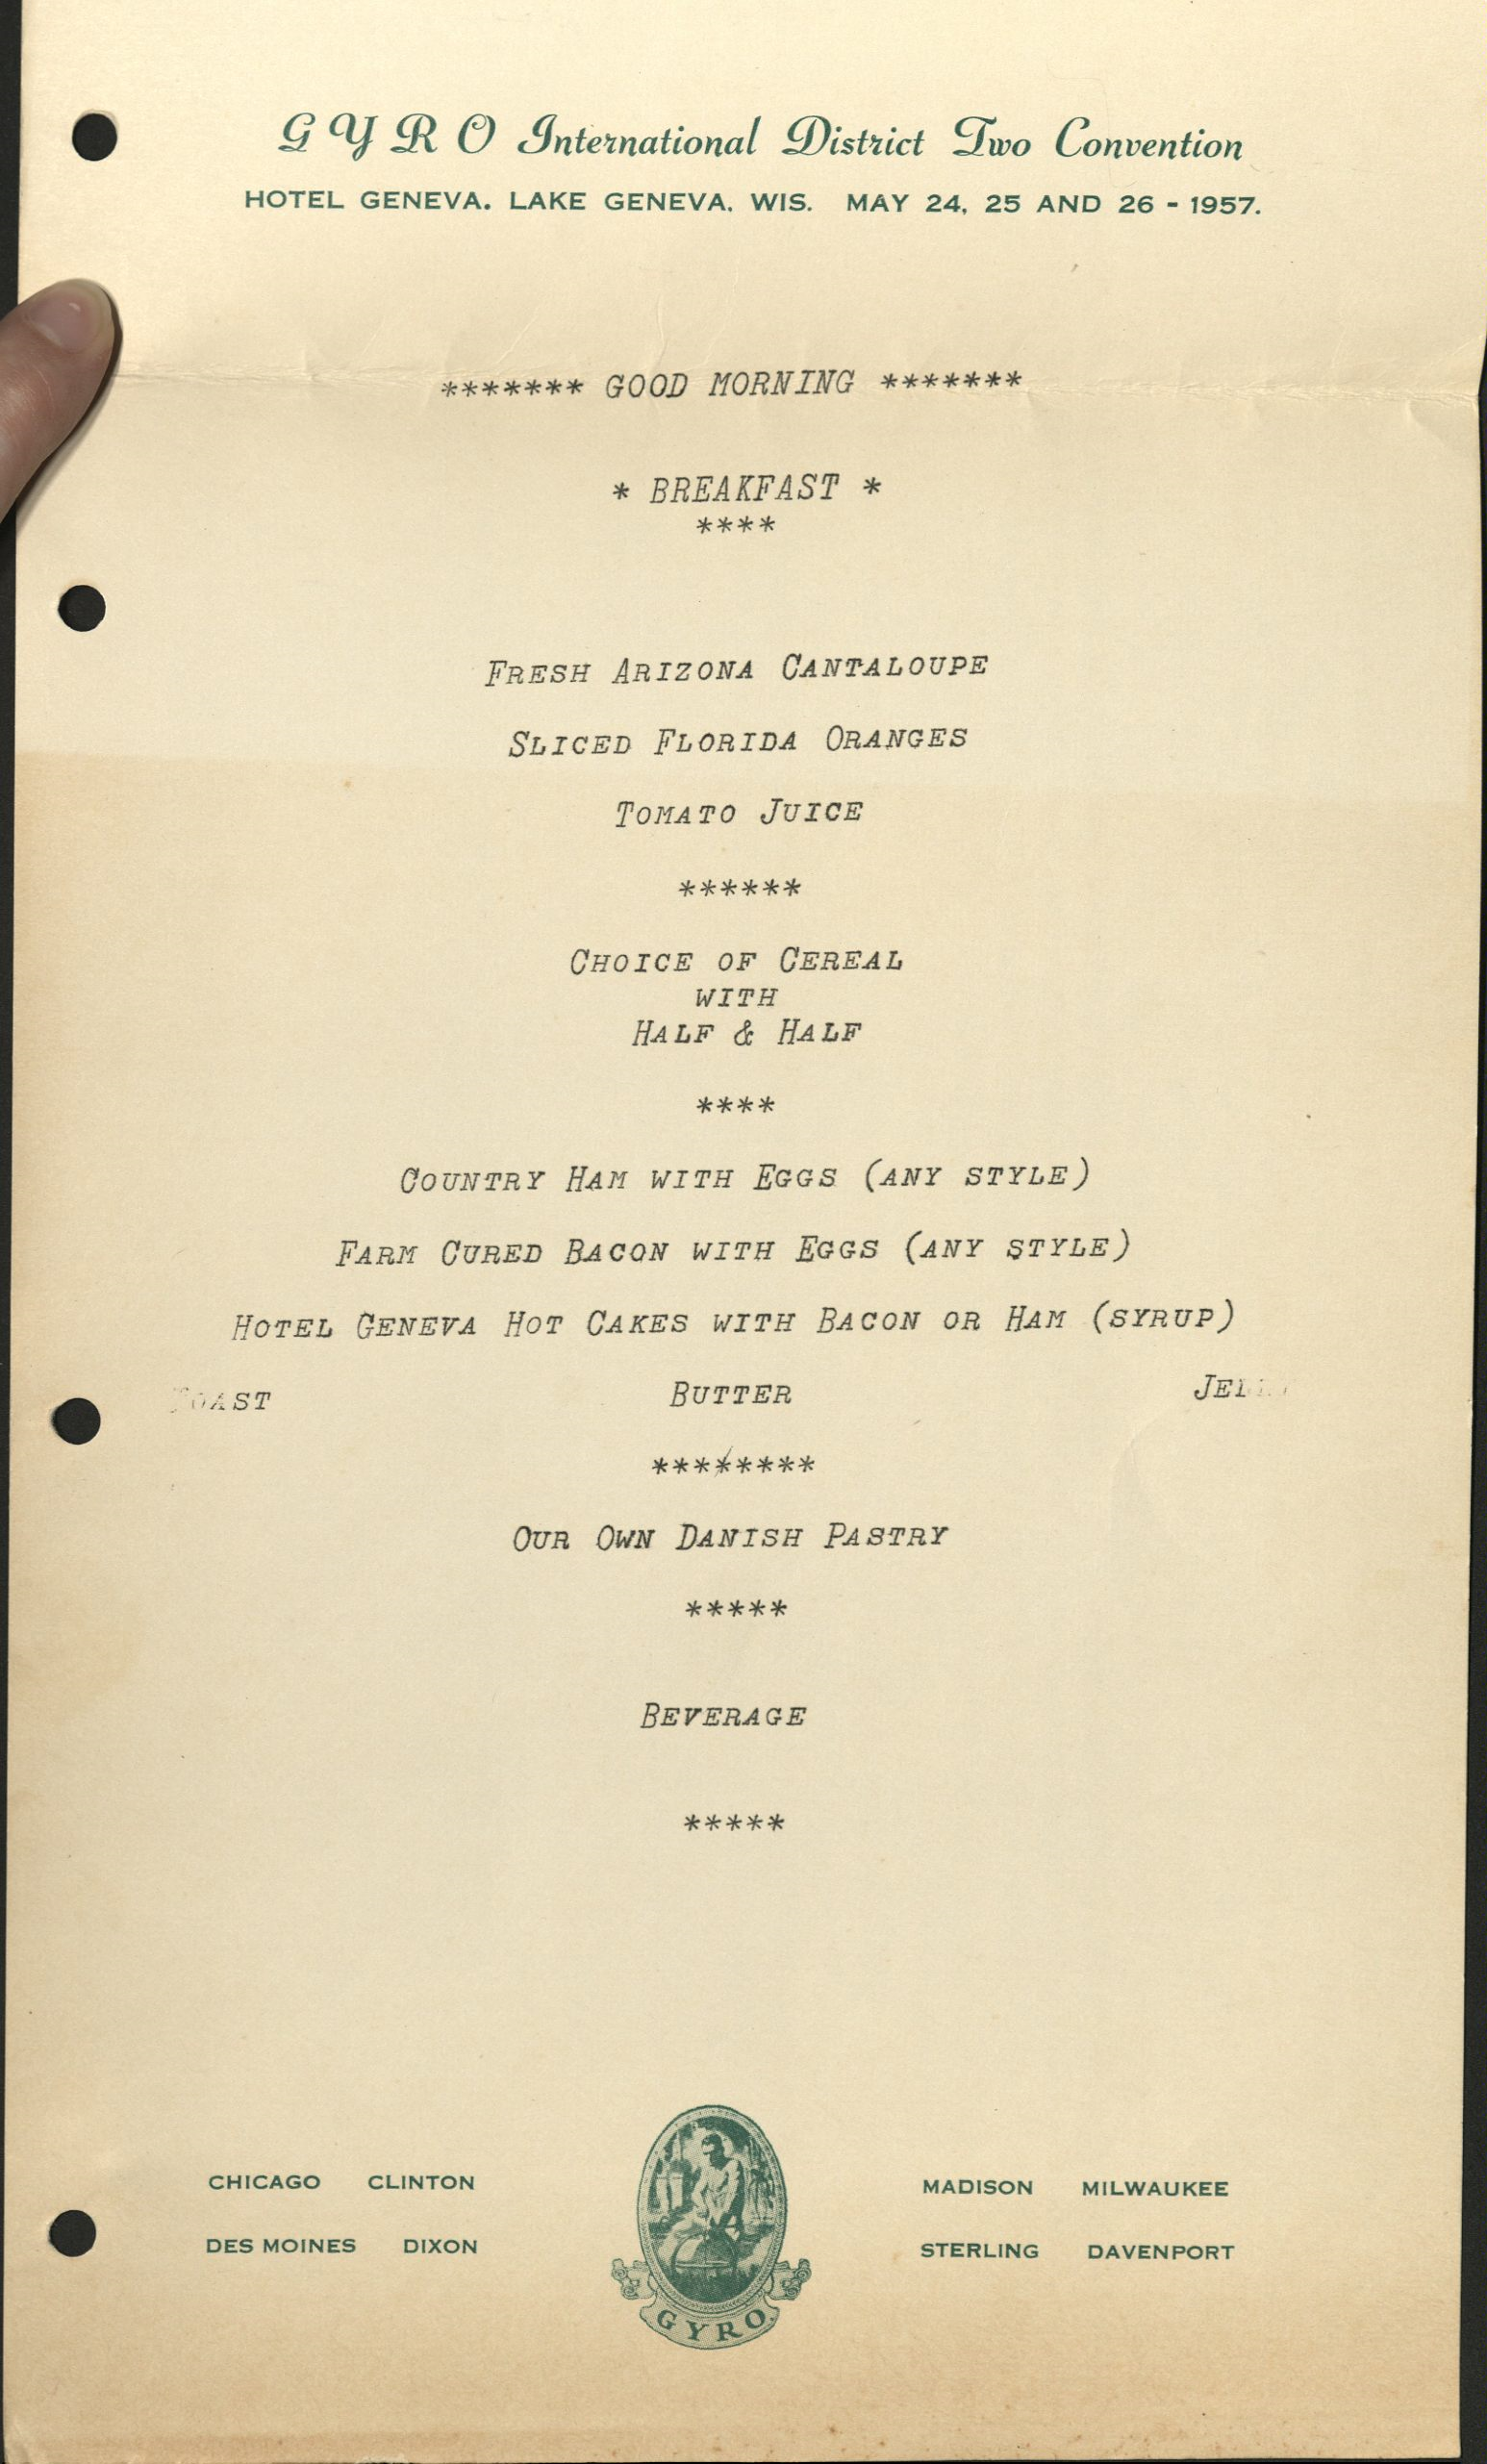 G Y R O International District Two Convention
HOTEL GENEVA. LAKE GENEVA. WIS. MAY 24, 25 AND 26 - 1957.
******* GOOD MORNING *******
* BREAKFAST *
****
FRESH ARIZONA CANTALOUPE
SLICED FLORIDA ORANGES
TOMATO JUICE
******
CHOICE OF CEREAL
WITH
HALF & HALF
****
COUNTRY HAM WITH EGGS (ANY STYLE)
FARM CURED BACON WITH EGGS (ANY STYLE)
HOTEL GENEVA HOT CAKES WITH BACON OR HAM (SYRUP)
TOAST BUTTER
********
OUR OWN DANISH PASTRY
*****
BEVERAGE
*****
CHICAGO CLINTON MADISON MILWAUKEE
DES MOINES DIXON STERLING DAVENPORT
GYRO